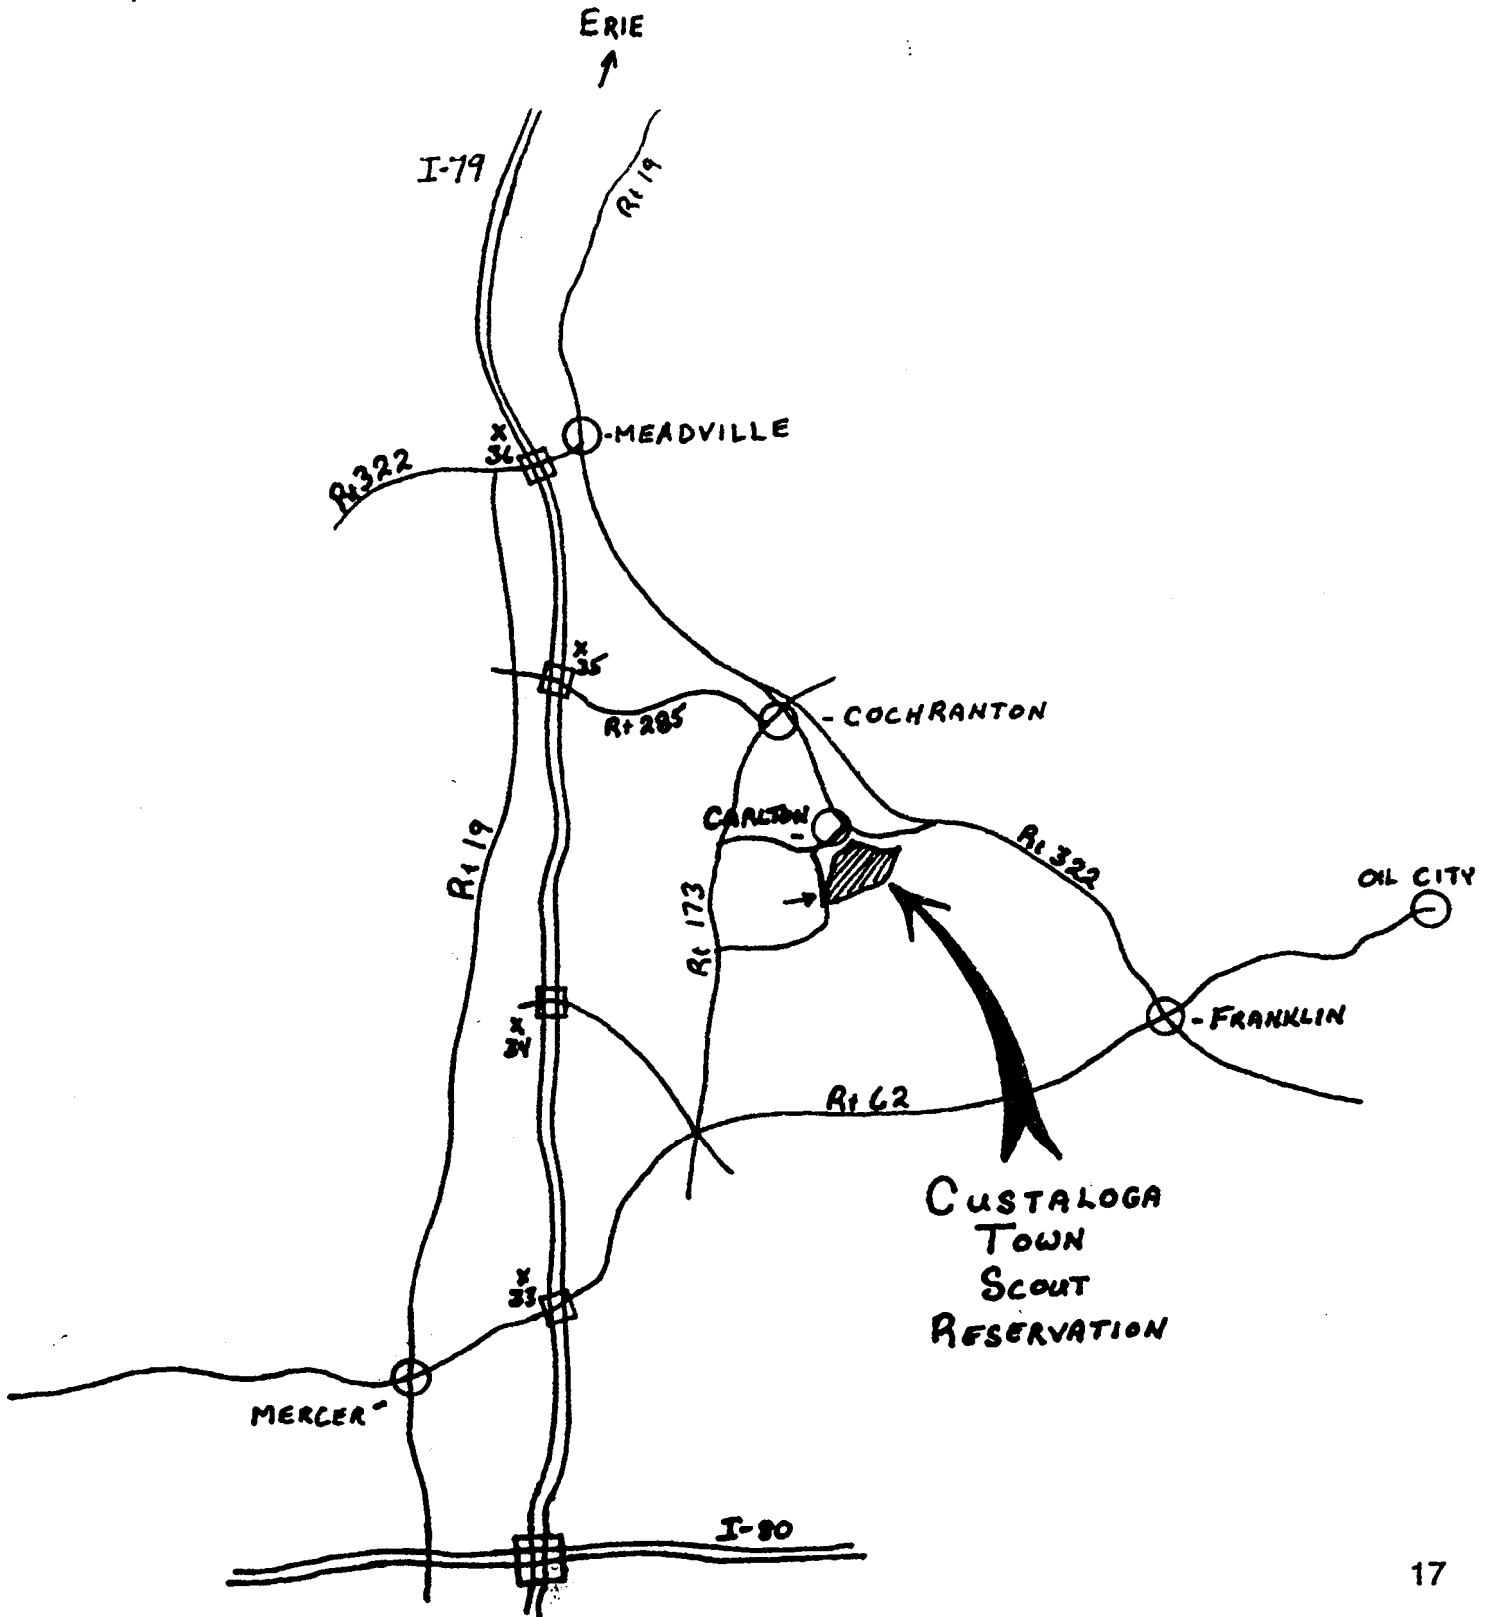 ERIE
I-79
Rt 19
-MEADVILLE
X
36
Rt 322
X
35
Rt 285
- COCHRANTON
CARLTON
-
Rt 19
Rt 322
OIL CITY
Rt 173
X
34
- FRANKLIN
Rt 62
CUSTALOGA
TOWN
SCOUT
RESERVATION
X
33
MERCER -
I-80
17